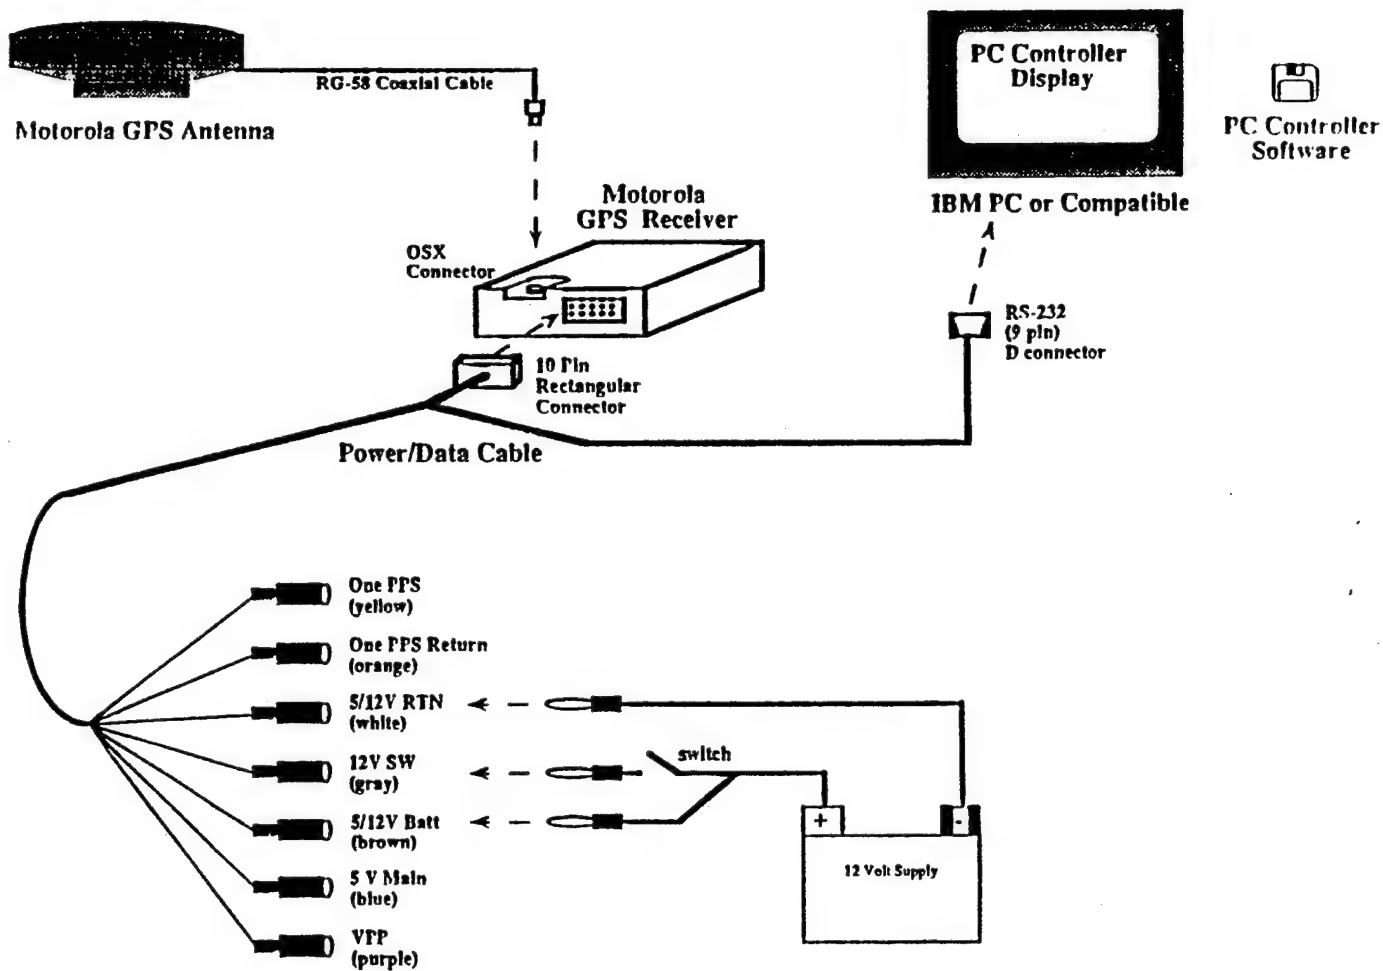 PC Controller
Display
RG-58 Coaxial Cable
Motorola GPS Antenna
PC Controller
Software
Motorola
GPS Receiver
IBM PC or Compatible
OSX
Connector
RS-232
(9 pin)
D connector
10 Pin
Rectangular
Connector
Power/Data Cable
One PPS
(yellow)
One PPS Return
(orange)
5/12V RTN
(white)
switch
12V SW
(gray)
5/12V Batt
(brown)
+
-
12 Volt Supply
5 V Main
(blue)
VPP
(purple)